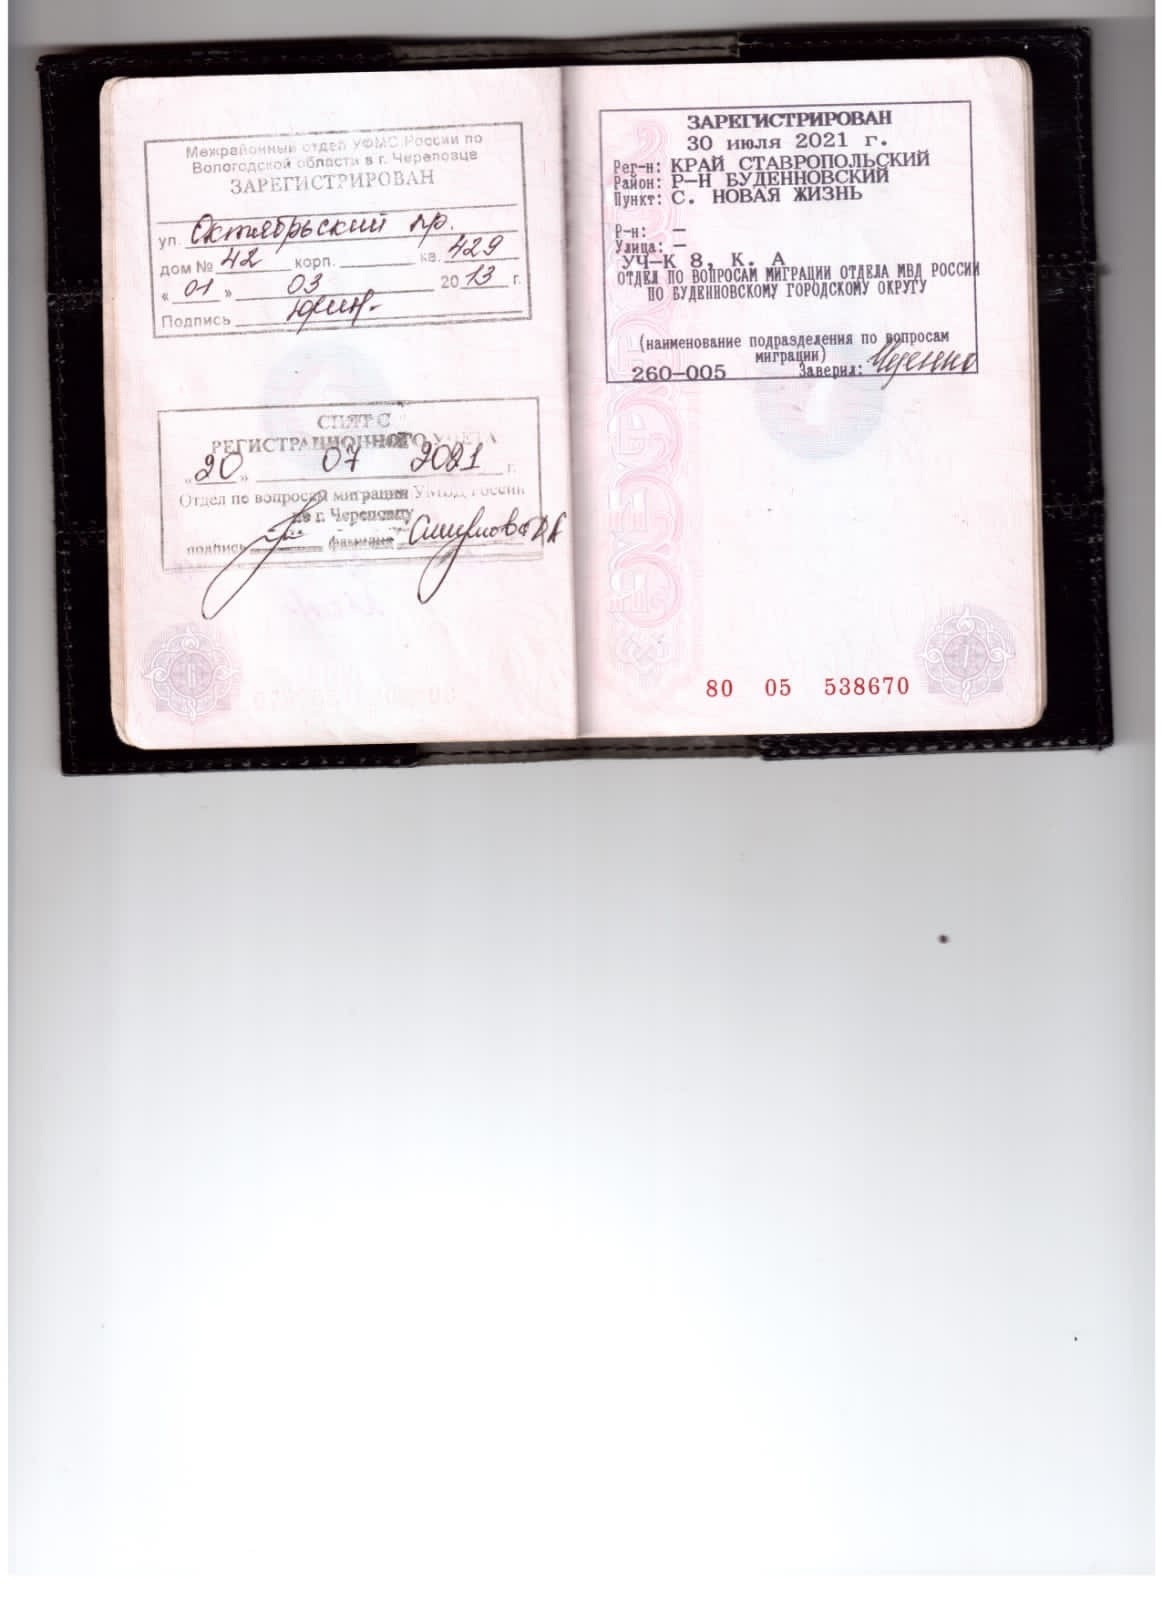 Межрайонный отдел УФМС России по
Вологодской области в г. Череповце
ЗАРЕГИСТРИРОВАН
ул. Октябрьский пр.
дом № 42 корп. кв. 429
« 01 » 03 2013 г.
Подпись
СНЯТ С
РЕГИСТРАЦИОННОГО УЧЕТА
« 20 » 07 2021 г.
Отдел по вопросам миграции УМВД России
по г. Череповцу
подпись фамилия Смирнова
ЗАРЕГИСТРИРОВАН
30 июля 2021 г.
Рег-н: КРАЙ СТАВРОПОЛЬСКИЙ
Район: Р-Н БУДЕННОВСКИЙ
Пункт: С. НОВАЯ ЖИЗНЬ
Р-н: —
Улица: —
УЧ-К 8, К. А
ОТДЕЛ ПО ВОПРОСАМ МИГРАЦИИ ОТДЕЛА МВД РОССИИ
ПО БУДЕННОВСКОМУ ГОРОДСКОМУ ОКРУГУ
(наименование подразделения по вопросам
миграции)
260-005 Заверил:
80 05 538670